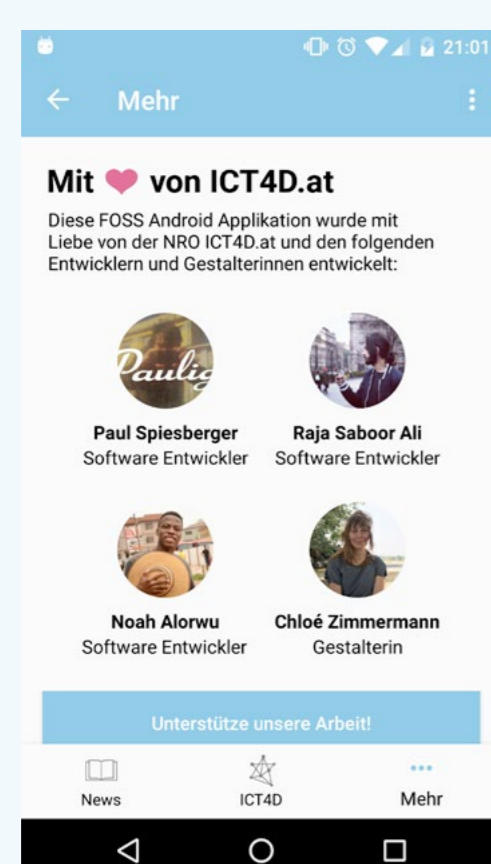 21:01
Mehr
Mit von ICT4D.at
Diese FOSS Android Applikation wurde mit
Liebe von der NRO ICT4D.at und den folgenden
Entwicklern und Gestalterinnen entwickelt:
Paulig
Paul Spiesberger
Software Entwickler
Raja Saboor Ali
Software Entwickler
Noah Alorwu
Software Entwickler
Chloé Zimmermann
Gestalterin
Unterstütze unsere Arbeit!
News
ICT4D
Mehr